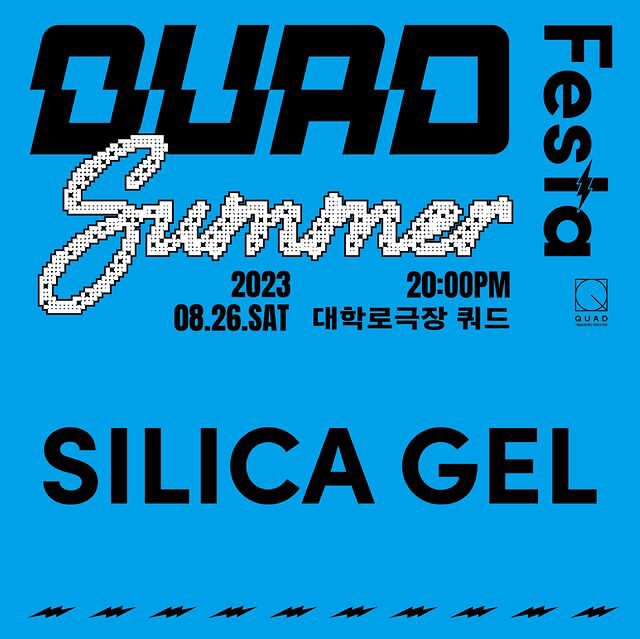 QUAD
Summer
Festa
2023
08.26.SAT
20:00PM
대학로극장 쿼드
QUAD
SILICA GEL